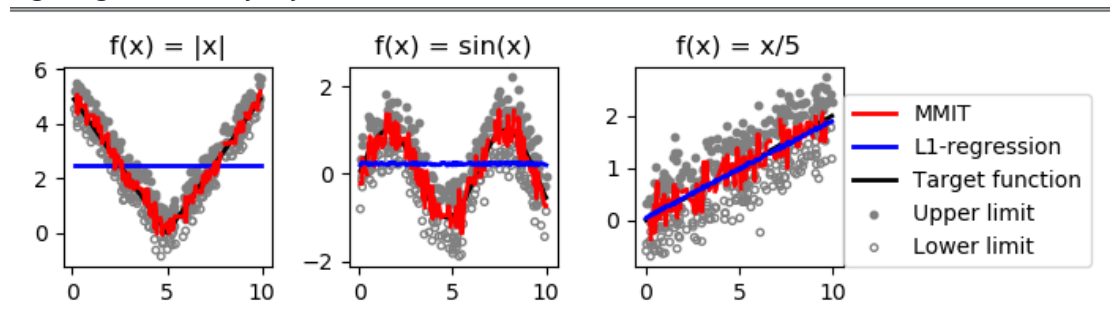 f(x) = |x|
f(x) = sin(x)
f(x) = x/5
6
4
2
0
0
5
10
2
0
−2
0
5
10
2
1
0
0
5
10
MMIT
L1-regression
Target function
Upper limit
Lower limit